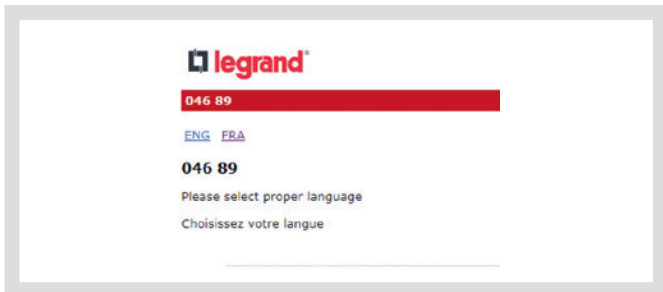 legrand®
046 89
ENG FRA
046 89
Please select proper language
Choisissez votre langue